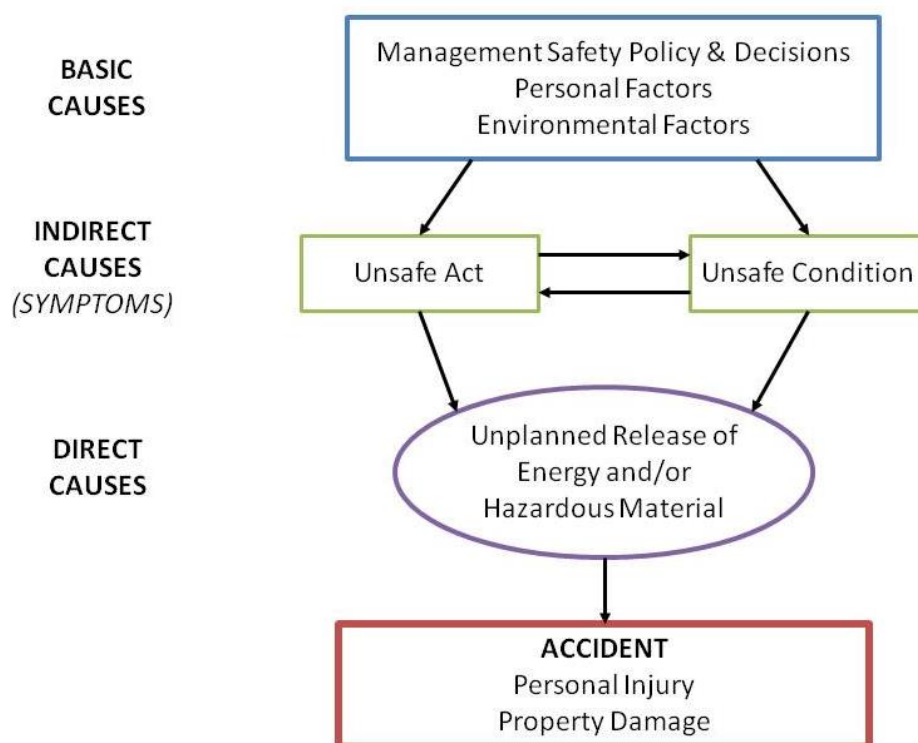 BASIC
CAUSES
Management Safety Policy & Decisions
Personal Factors
Environmental Factors
INDIRECT
CAUSES
(SYMPTOMS)
Unsafe Act
Unsafe Condition
DIRECT
CAUSES
Unplanned Release of
Energy and/or
Hazardous Material
ACCIDENT
Personal Injury
Property Damage